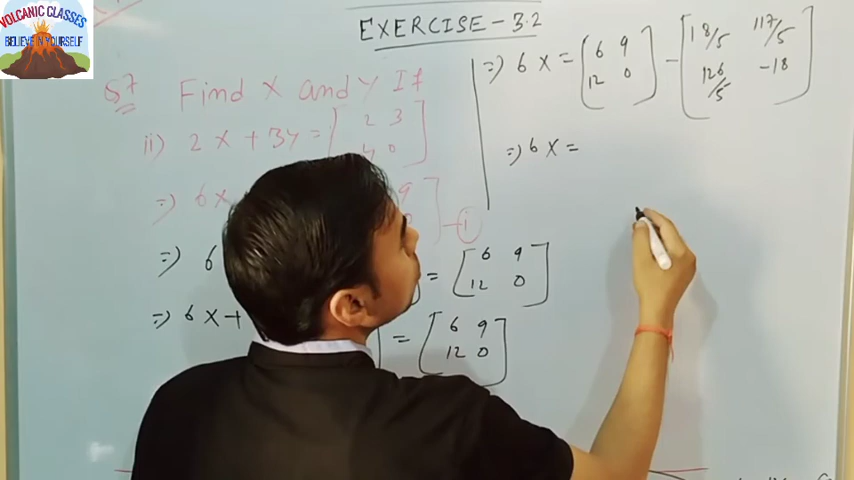 VOLCANIC CLASSES
BELIEVE IN YOURSELF
EXERCISE-3.2
Q7 Find X and Y If
ii) 2X+3Y= [2 3
4 0]
=> 6X 9] —(i)
=> 6 = [6 9
12 0]
=> 6X+ = [6 9
12 0]
=> 6X = [6 9
12 0] - [18/5 117/5
126/5 -18]
=> 6X =